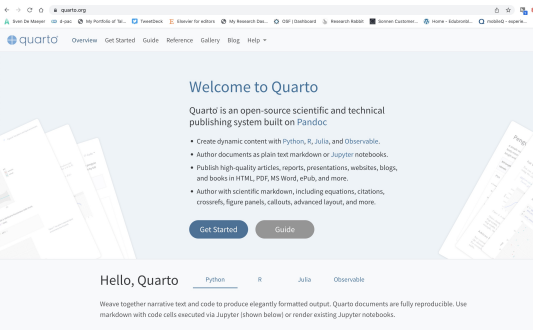 quarto.org
Sven De Maeyer d-pac My Portfolio of Tal... TweetDeck Elsevier for editors My Research Das... OSF | Dashboard Research Rabbit Sonnen Customer... Home - Edubrotist... mobileQ - experie...
quarto Overview Get Started Guide Reference Gallery Blog Help
Welcome to Quarto
Quarto® is an open-source scientific and technical
publishing system built on Pandoc
• Create dynamic content with Python, R, Julia, and Observable.
• Author documents as plain text markdown or Jupyter notebooks.
• Publish high-quality articles, reports, presentations, websites, blogs,
and books in HTML, PDF, MS Word, ePub, and more.
• Author with scientific markdown, including equations, citations,
crossrefs, figure panels, callouts, advanced layout, and more.
Get Started Guide
Hello, Quarto Python R Julia Observable
Weave together narrative text and code to produce elegantly formatted output. Quarto documents are fully reproducible. Use
markdown with code cells executed via Jupyter (shown below) or render existing Jupyter notebooks.